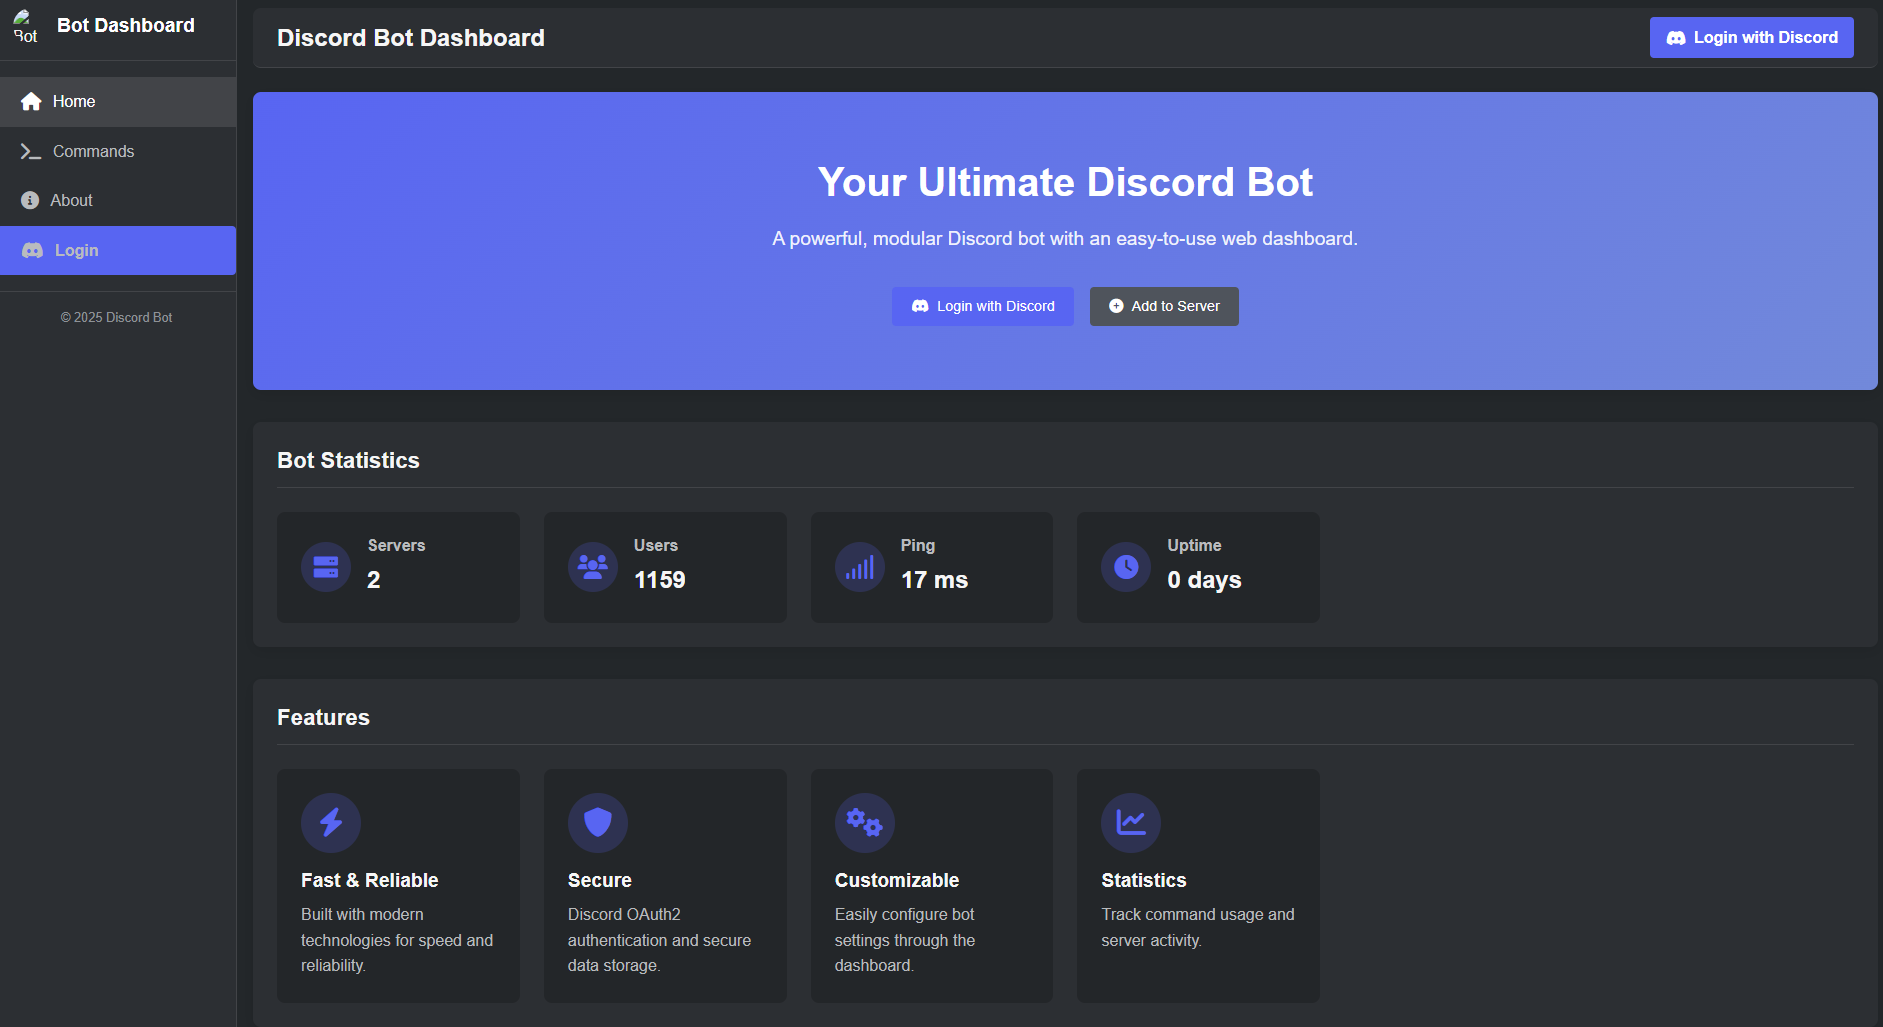 Bot
Bot Dashboard
Home
Commands
About
Login
© 2025 Discord Bot
Discord Bot Dashboard
Login with Discord
Your Ultimate Discord Bot
A powerful, modular Discord bot with an easy-to-use web dashboard.
Login with Discord
Add to Server
Bot Statistics
Servers
2
Users
1159
Ping
17 ms
Uptime
0 days
Features
Fast & Reliable
Built with modern
technologies for speed and
reliability.
Secure
Discord OAuth2
authentication and secure
data storage.
Customizable
Easily configure bot
settings through the
dashboard.
Statistics
Track command usage and
server activity.